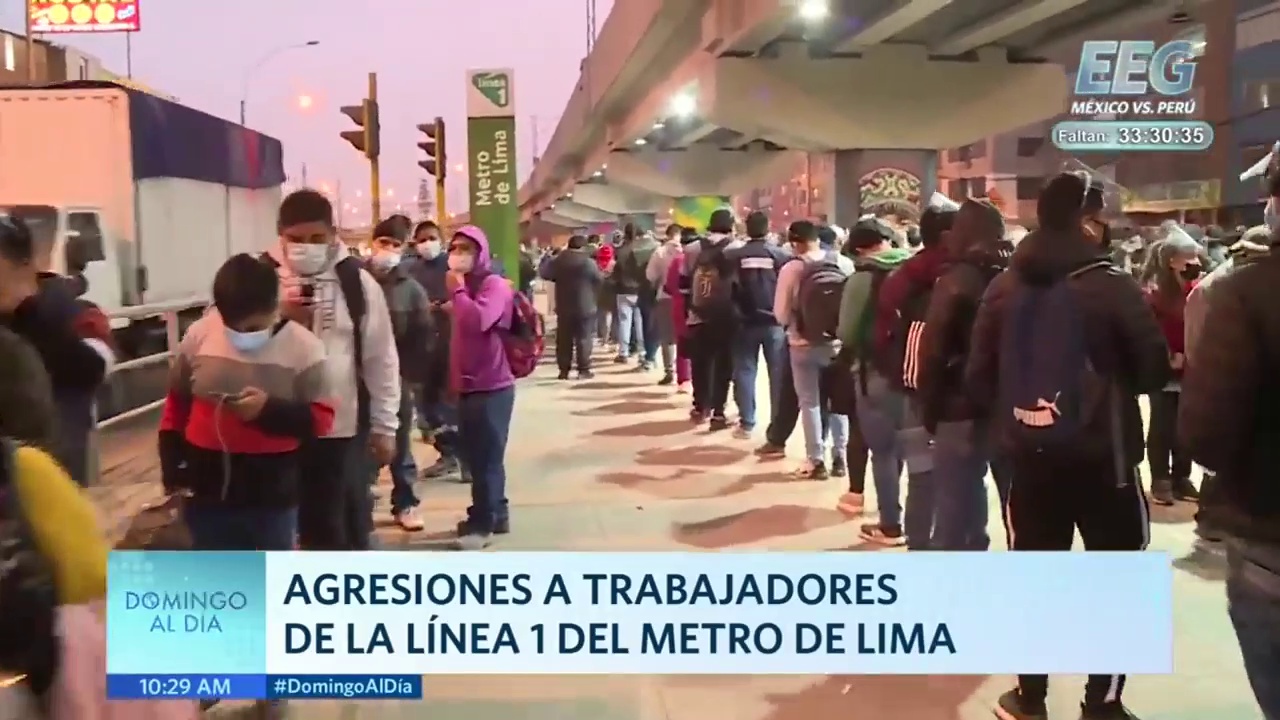 EEG
MÉXICO VS. PERÚ
Faltan: 33:30:35
línea
1
Metro
de Lima
DOMINGO
AL DÍA
AGRESIONES A TRABAJADORES
DE LA LÍNEA 1 DEL METRO DE LIMA
10:29 AM
#DomingoAlDía